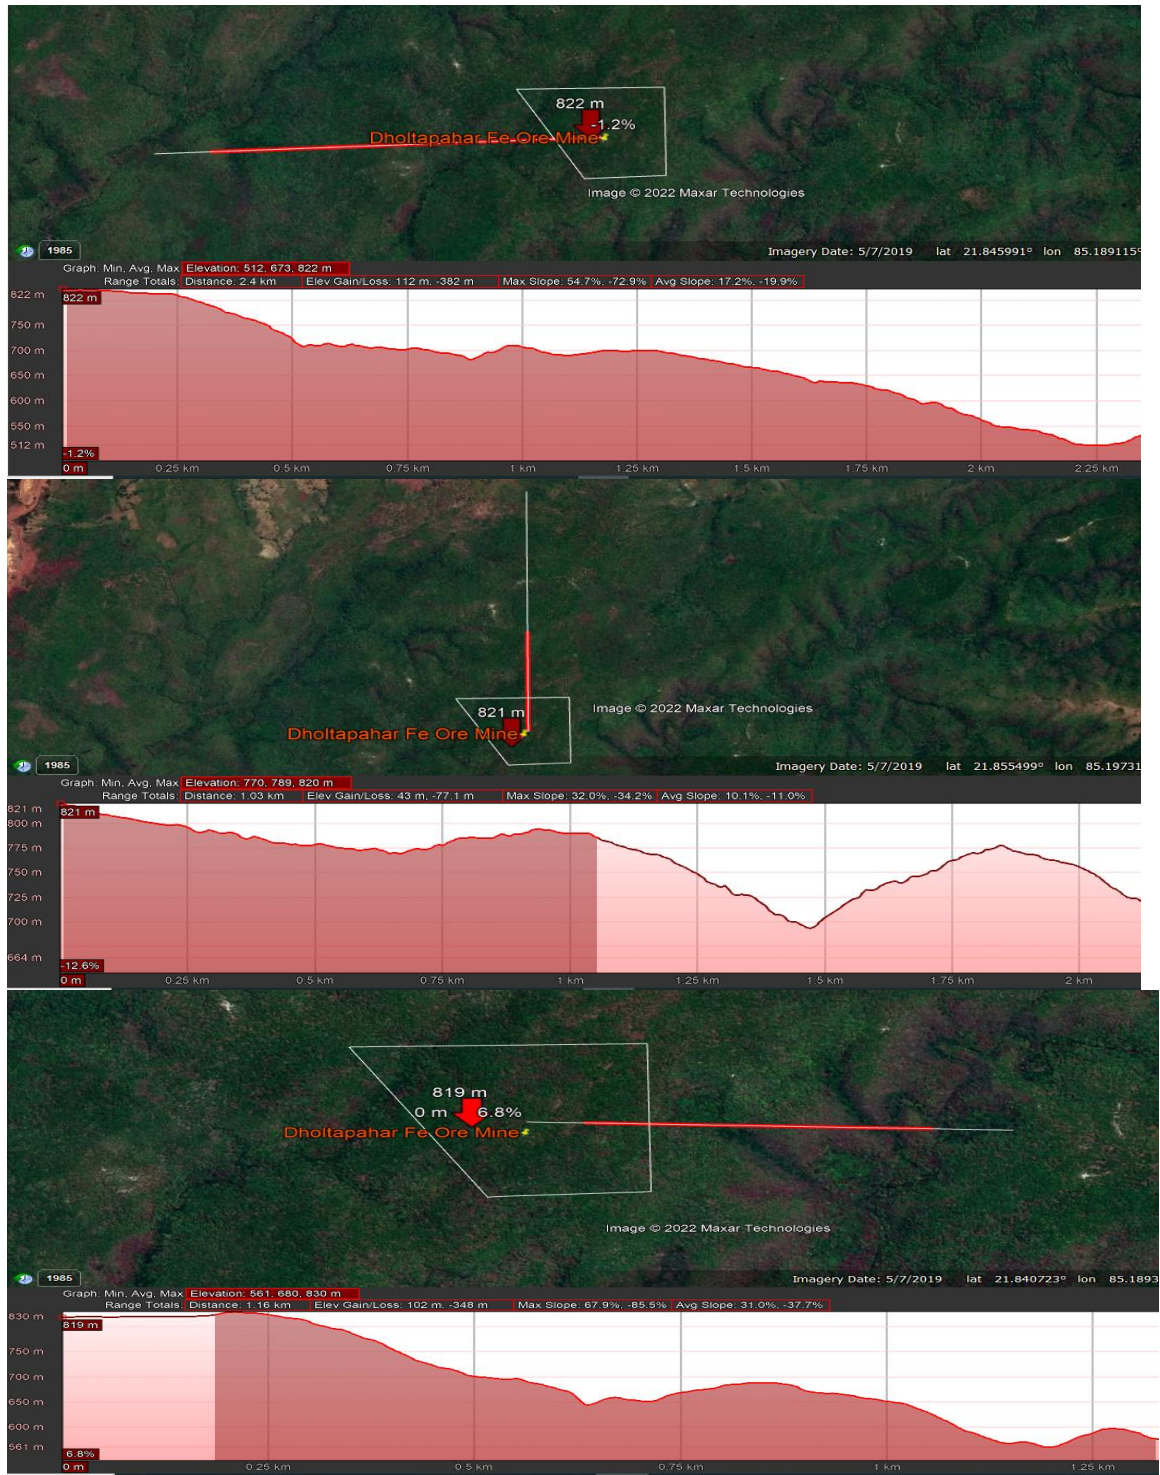 822 m
-1.2%
Dholtapahar Fe Ore Mine
Image © 2022 Maxar Technologies
1985
Imagery Date: 5/7/2019 lat 21.845991° lon 85.189115°
Graph: Min, Avg, Max Elevation: 512, 673, 822 m
Range Totals: Distance: 2.4 km Elev Gain/Loss: 112 m, -382 m Max Slope: 54.7%, -72.9% Avg Slope: 17.2%, -19.9%
822 m
822 m
750 m
700 m
650 m
600 m
550 m
512 m
-1.2%
0 m 0.25 km 0.5 km 0.75 km 1 km 1.25 km 1.5 km 1.75 km 2 km 2.25 km
821 m
Image © 2022 Maxar Technologies
Dholtapahar Fe Ore Mine
1985
Imagery Date: 5/7/2019 lat 21.855499° lon 85.19731
Graph: Min, Avg, Max Elevation: 770, 789, 820 m
Range Totals: Distance: 1.03 km Elev Gain/Loss: 43 m, -77.1 m Max Slope: 32.0%, -34.2% Avg Slope: 10.1%, -11.0%
821 m
821 m
800 m
775 m
750 m
725 m
700 m
664 m
-12.6%
0 m 0.25 km 0.5 km 0.75 km 1 km 1.25 km 1.5 km 1.75 km 2 km
819 m
0 m 6.8%
Dholtapahar Fe Ore Mine
Image © 2022 Maxar Technologies
1985
Imagery Date: 5/7/2019 lat 21.840723° lon 85.1893
Graph: Min, Avg, Max Elevation: 561, 680, 830 m
Range Totals: Distance: 1.16 km Elev Gain/Loss: 102 m, -348 m Max Slope: 67.9%, -85.5% Avg Slope: 31.0%, -37.7%
830 m
819 m
750 m
700 m
650 m
600 m
561 m
6.8%
0 m 0.25 km 0.5 km 0.75 km 1 km 1.25 km